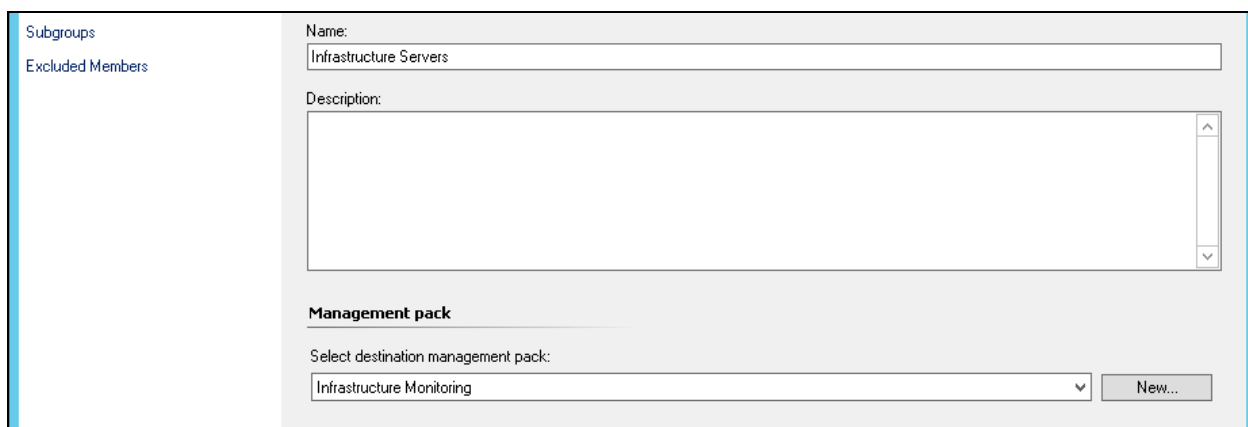 Subgroups
Excluded Members
Name:
Infrastructure Servers
Description:
Management pack
Select destination management pack:
Infrastructure Monitoring
New...